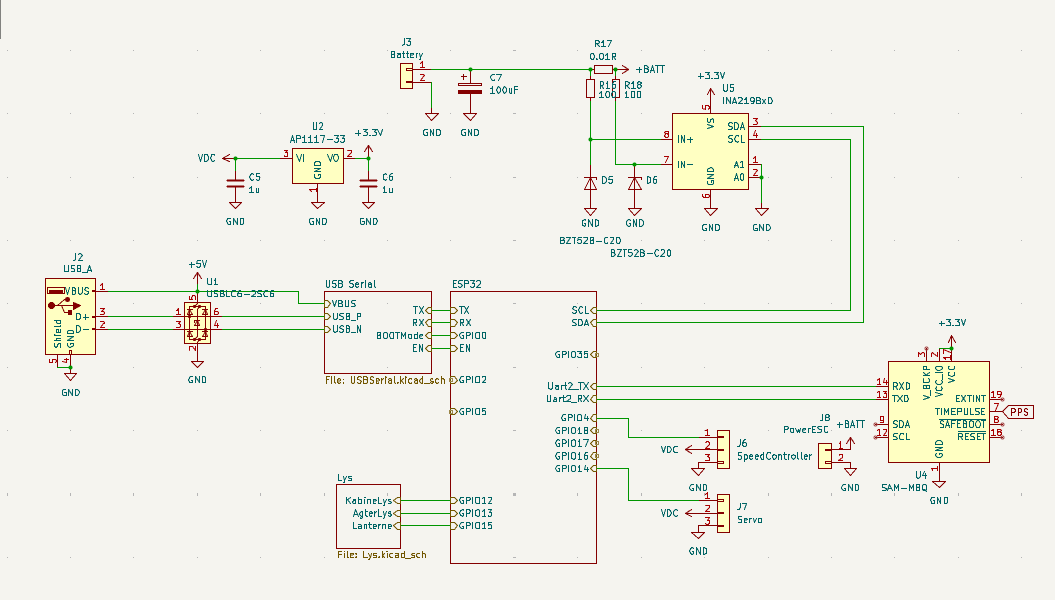 J3
Battery
1
2
GND
C7
100uF
GND
R17
0.01R
+BATT
R18
100
+3.3V
U5
INA219BxD
VS
5
8
IN+
7
IN-
SDA
3
SCL
4
A1
1
A0
2
GND
6
GND
GND
D5
D6
GND
GND
BZT52B-C20
BZT52B-C20
U2
AP1117-33
+3.3V
VDC
3
VI
VO
2
GND
1
C5
1u
C6
1u
GND
GND
GND
J2
USB_A
VBUS
1
D+
3
D-
2
Shield
GND
5
4
GND
+5V
U1
USBLC6-2SC6
5
1
6
3
4
2
GND
USB Serial
VBUS
USB_P
USB_N
TX
RX
BOOTMode
EN
File: USBSerial.kicad_sch
ESP32
TX
RX
GPIO0
EN
GPIO2
GPIO5
GPIO12
GPIO13
GPIO15
SCL
SDA
GPIO35
Uart2_TX
Uart2_RX
GPIO4
GPIO18
GPIO17
GPIO16
GPIO14
Lys
KabineLys
AgterLys
Lanterne
File: Lys.kicad_sch
J6
SpeedController
1
2
3
VDC
GND
J7
Servo
1
2
3
VDC
GND
J8
PowerESC
+BATT
1
2
GND
+3.3V
3
2
17
V_BCKP
VCC_IO
VCC
14
RXD
13
TXD
9
SDA
12
SCL
EXTINT
19
TIMEPULSE
7
PPS
SAFEBOOT
8
RESET
18
GND
1
U4
SAM-M8Q
GND